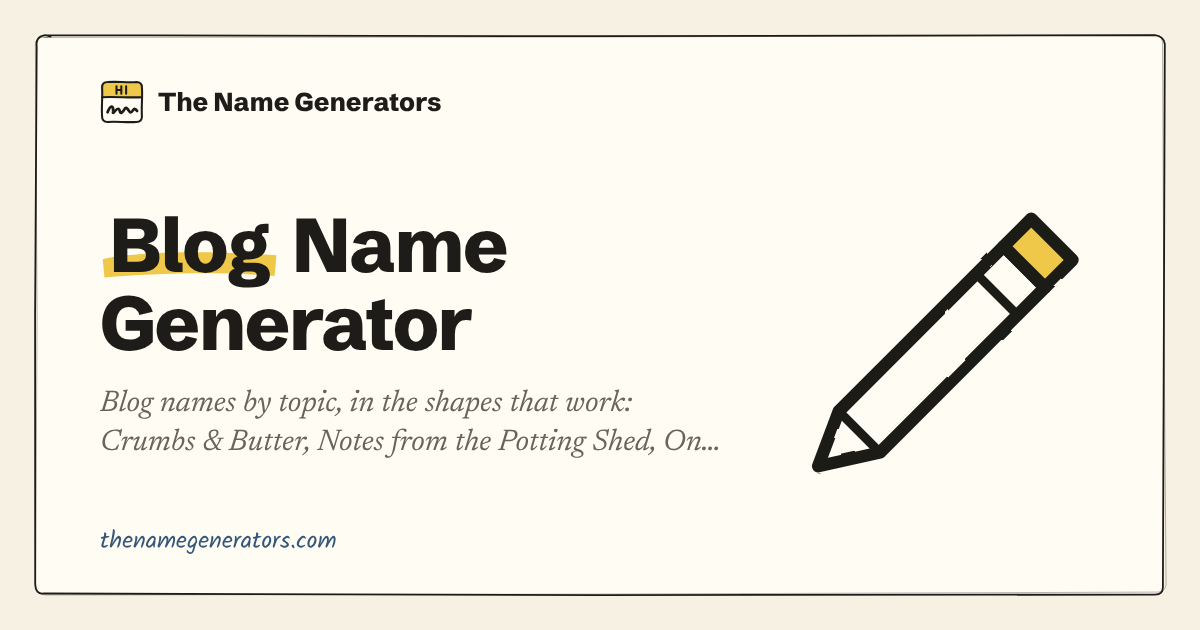 HI
The Name Generators
Blog Name
Generator
Blog names by topic, in the shapes that work:
Crumbs & Butter, Notes from the Potting Shed, On...
thenamegenerators.com